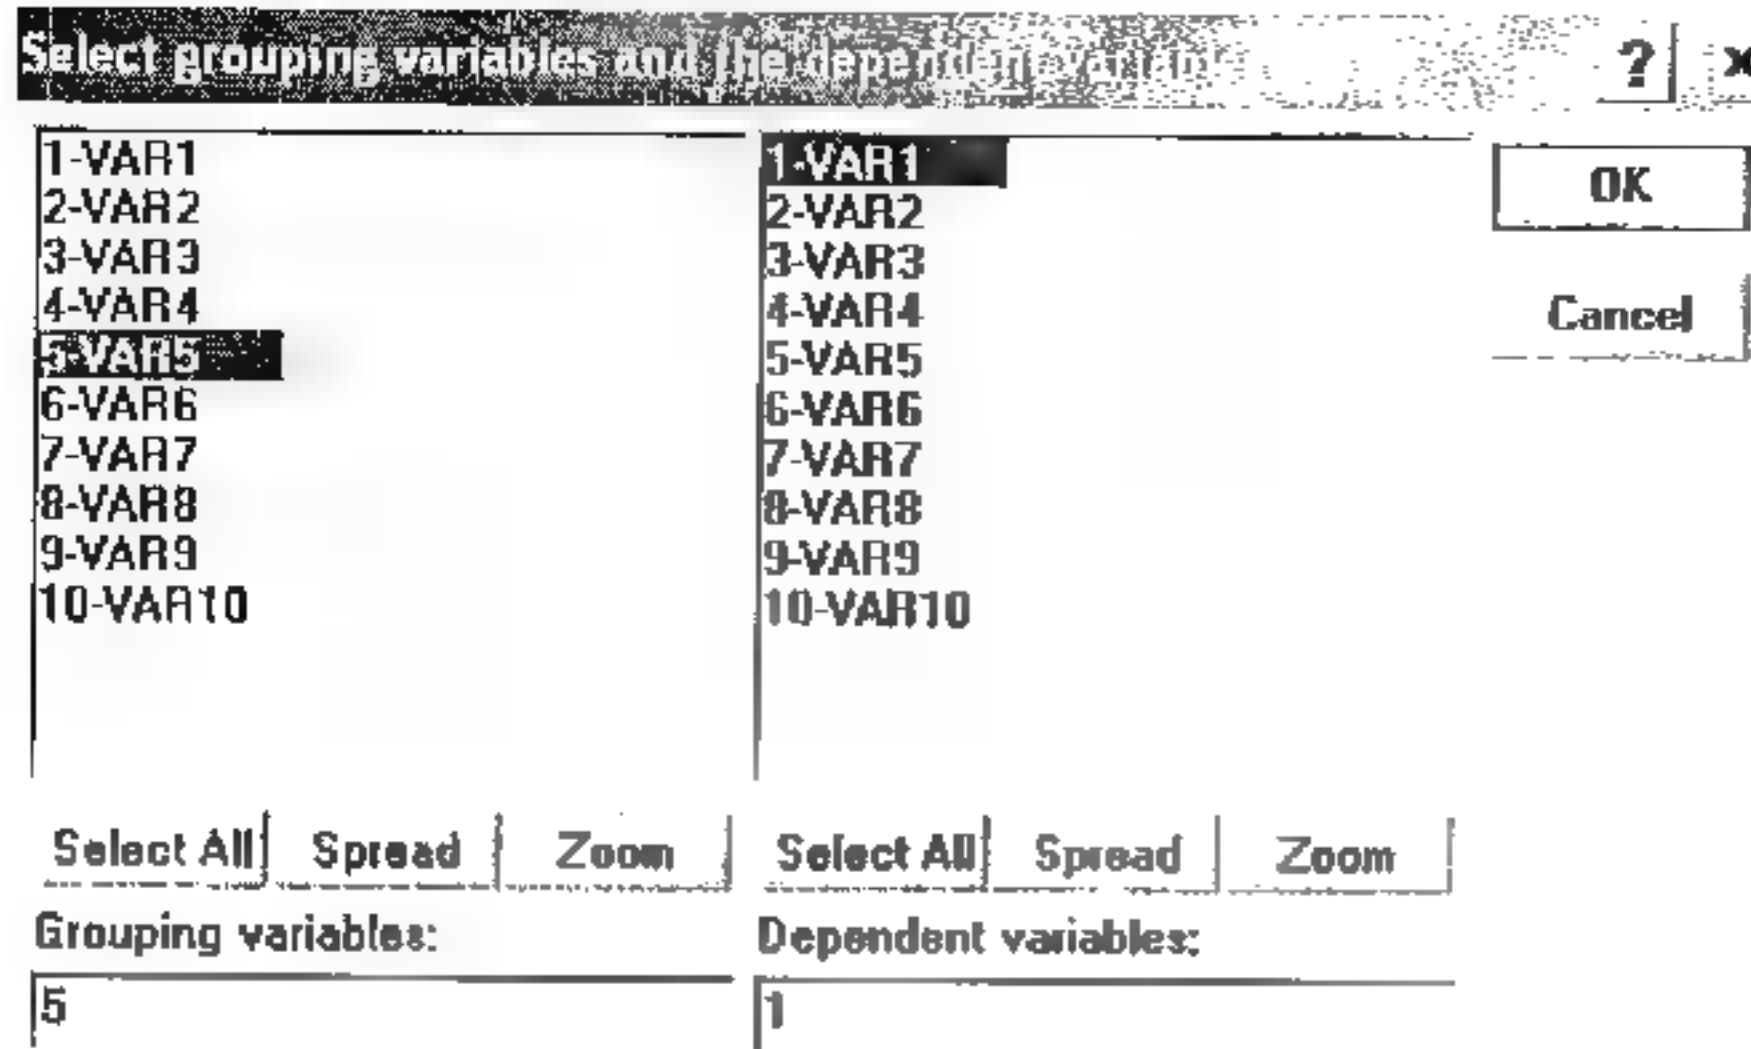 Select grouping variables and the dependent variabl
? ×
1-VAR1
2-VAR2
3-VAR3
4-VAR4
5-VAR5
6-VAR6
7-VAR7
8-VAR8
9-VAR9
10-VAR10
1-VAR1
2-VAR2
3-VAR3
4-VAR4
5-VAR5
6-VAR6
7-VAR7
8-VAR8
9-VAR9
10-VAR10
OK
Cancel
Select All Spread Zoom
Select All Spread Zoom
Grouping variables:
5
Dependent variables:
1